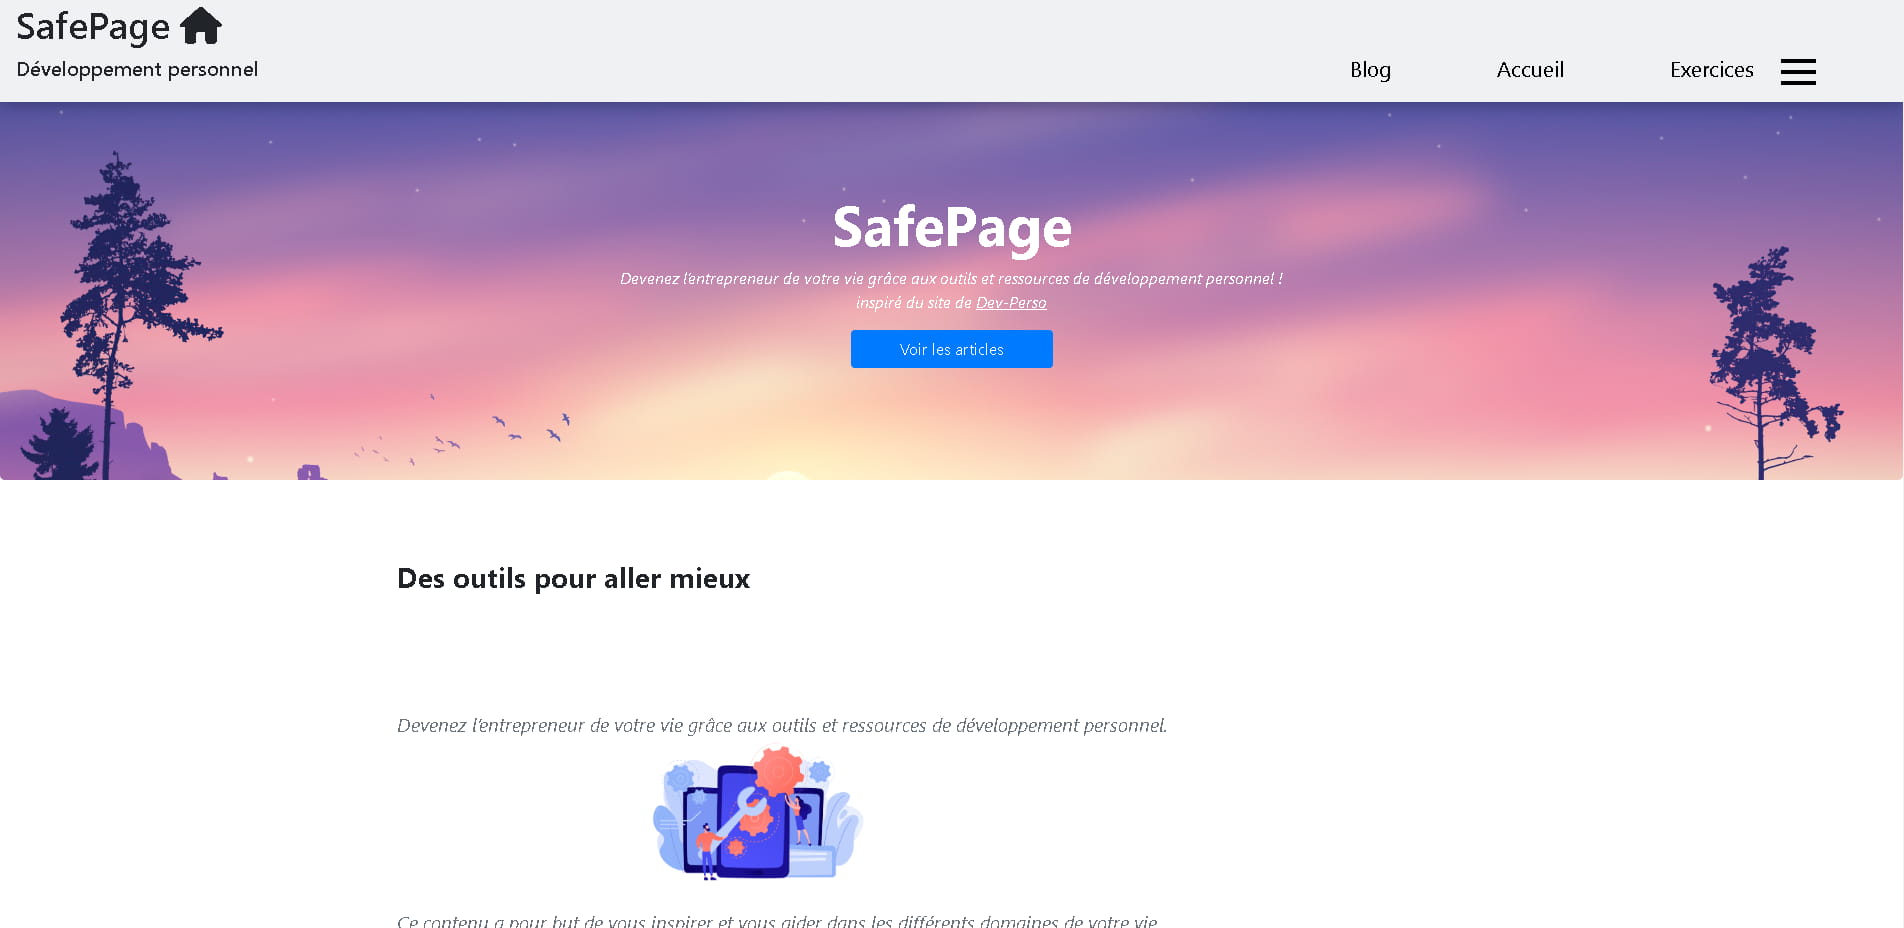 SafePage
Développement personnel
Blog Accueil Exercices
SafePage
Devenez l'entrepreneur de votre vie grâce aux outils et ressources de développement personnel !
inspiré du site de Dev-Perso
Voir les articles
Des outils pour aller mieux
Devenez l'entrepreneur de votre vie grâce aux outils et ressources de développement personnel.
Ce contenu a pour but de vous inspirer et vous aider dans les différents domaines de votre vie